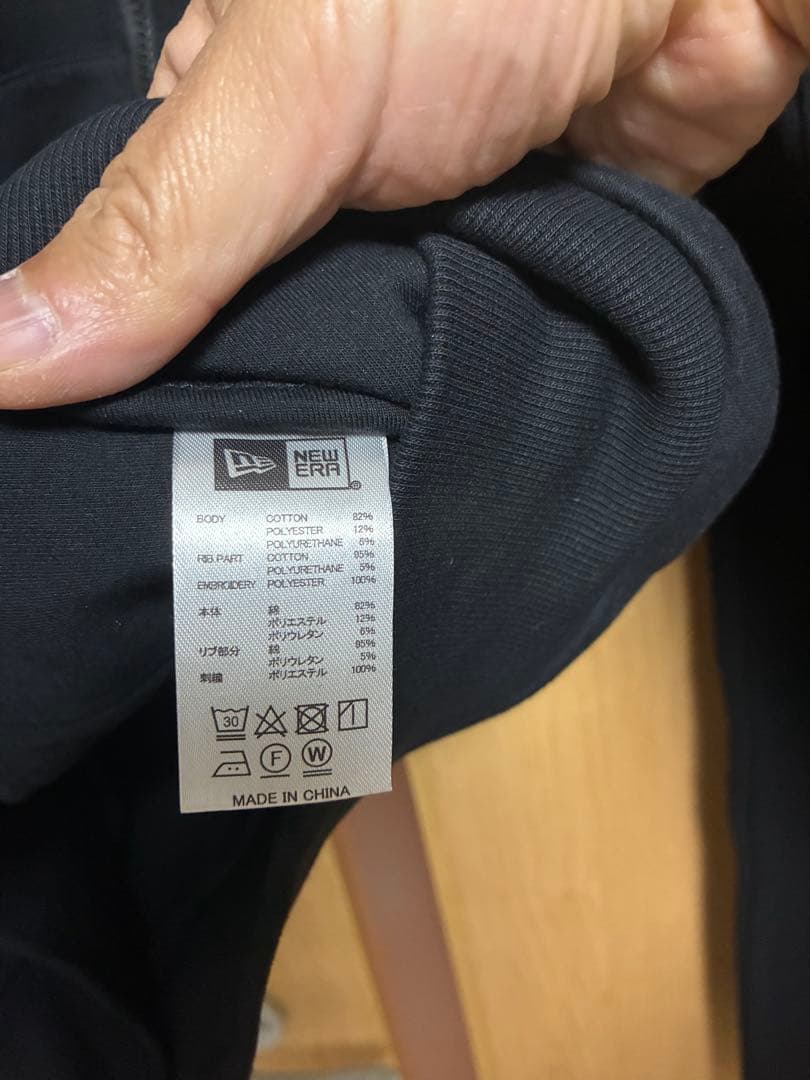 NEW ERA
BODY COTTON 82%
POLYESTER 12%
POLYURETHANE 6%
RIB PART COTTON 95%
POLYURETHANE 5%
EMBROIDERY POLYESTER 100%
本体 綿 82%
ポリエステル 12%
ポリウレタン 6%
リブ部分 綿 95%
ポリウレタン 5%
刺繍 ポリエステル 100%
30
F W
MADE IN CHINA